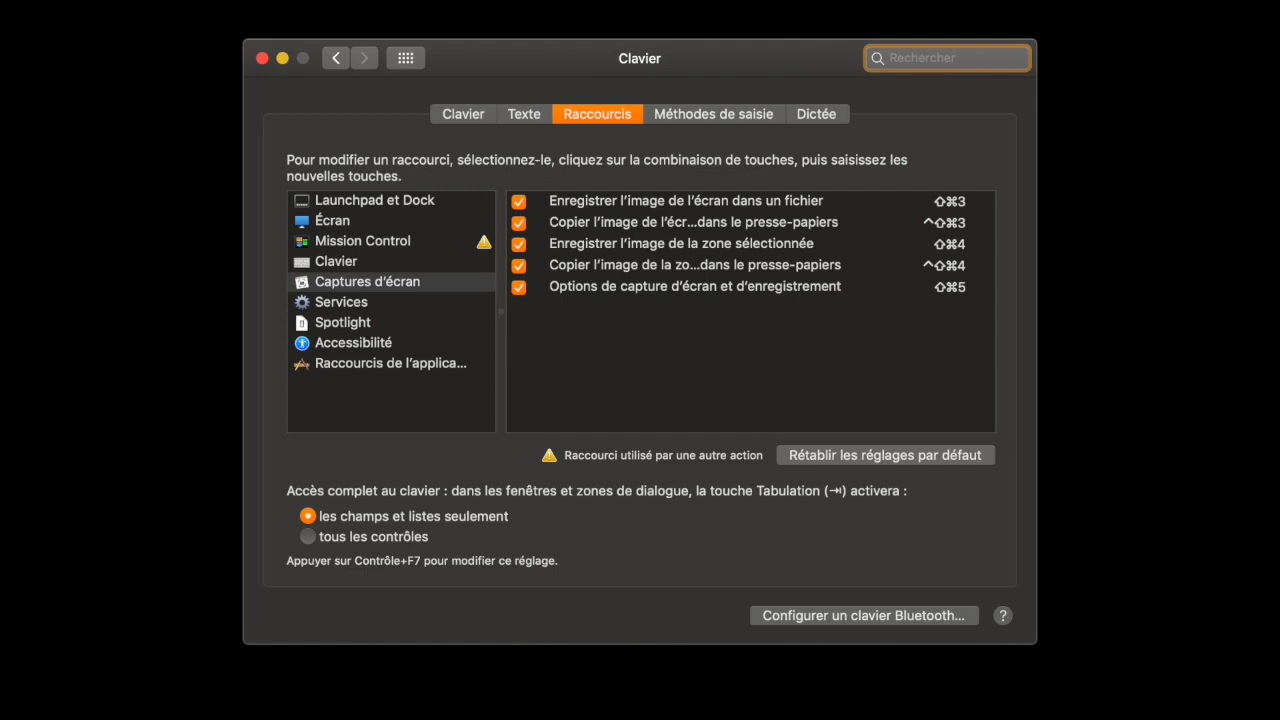 Clavier
Rechercher
Clavier Texte Raccourcis Méthodes de saisie Dictée
Pour modifier un raccourci, sélectionnez-le, cliquez sur la combinaison de touches, puis saisissez les
nouvelles touches.
Launchpad et Dock
Écran
Mission Control
Clavier
Captures d’écran
Services
Spotlight
Accessibilité
Raccourcis de l’applica...
Enregistrer l’image de l’écran dans un fichier ⇧⌘3
Copier l’image de l’écr...dans le presse-papiers ^⇧⌘3
Enregistrer l’image de la zone sélectionnée ⇧⌘4
Copier l’image de la zo...dans le presse-papiers ^⇧⌘4
Options de capture d’écran et d’enregistrement ⇧⌘5
Raccourci utilisé par une autre action
Rétablir les réglages par défaut
Accès complet au clavier : dans les fenêtres et zones de dialogue, la touche Tabulation (⇥) activera :
les champs et listes seulement
tous les contrôles
Appuyer sur Contrôle+F7 pour modifier ce réglage.
Configurer un clavier Bluetooth...
?